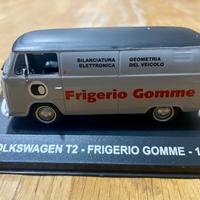 BILANCIATURA
ELETTRONICA
GEOMETRIA
DEL VEICOLO
Frigerio Gomme
OLKSWAGEN T2 - FRIGERIO GOMME - 1